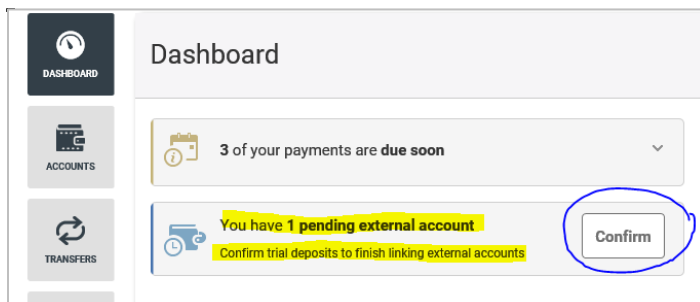 Dashboard
DASHBOARD
3 of your payments are due soon
ACCOUNTS
You have 1 pending external account
Confirm
Confirm trial deposits to finish linking external accounts
TRANSFERS